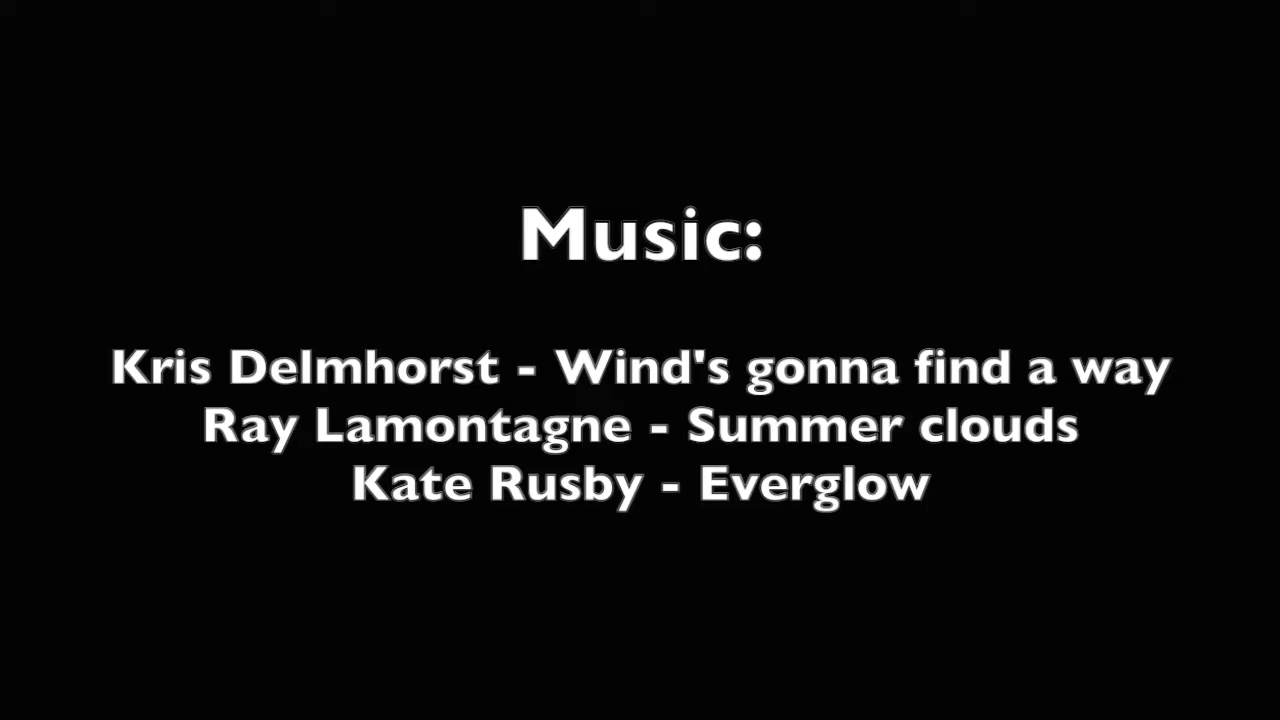 Music:
Kris Delmhorst - Wind's gonna find a way
Ray Lamontagne - Summer clouds
Kate Rusby - Everglow